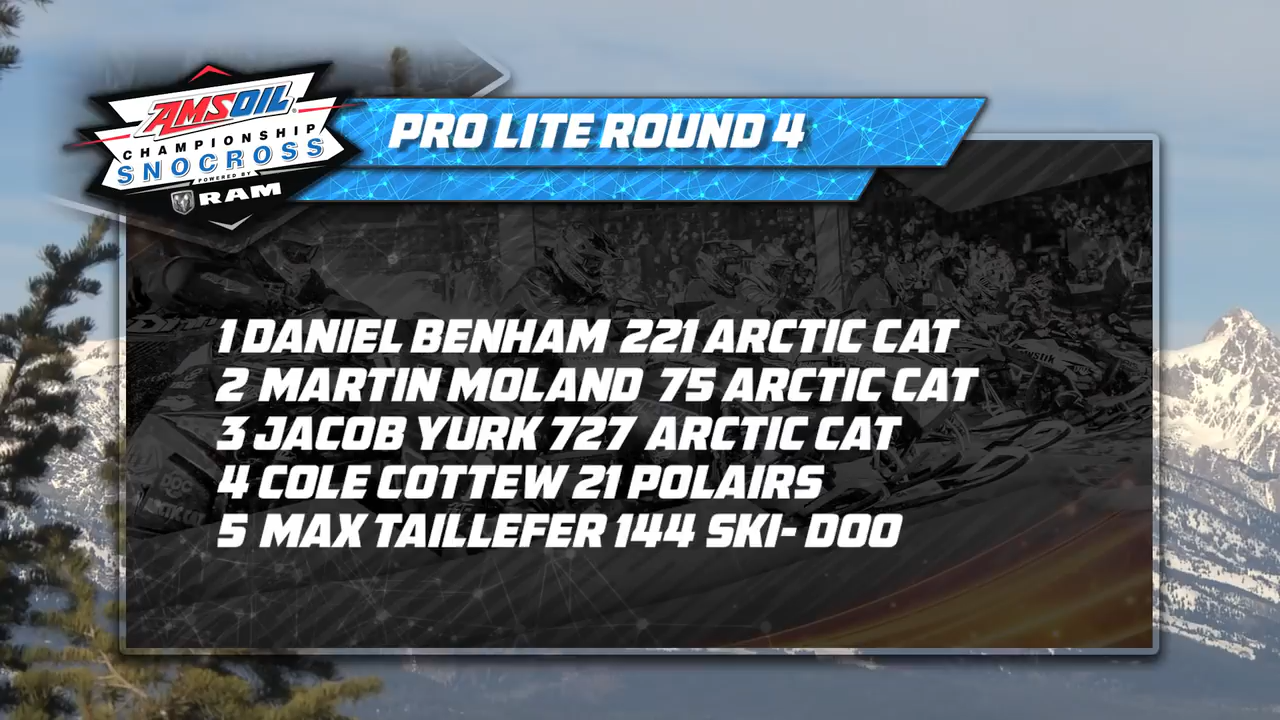 AMSOIL
CHAMPIONSHIP
SNOCROSS
POWERED BY
RAM
PRO LITE ROUND 4
1 DANIEL BENHAM 221 ARCTIC CAT
2 MARTIN MOLAND 75 ARCTIC CAT
3 JACOB YURK 727 ARCTIC CAT
4 COLE COTTEW 21 POLAIRS
5 MAX TAILLEFER 144 SKI- DOO